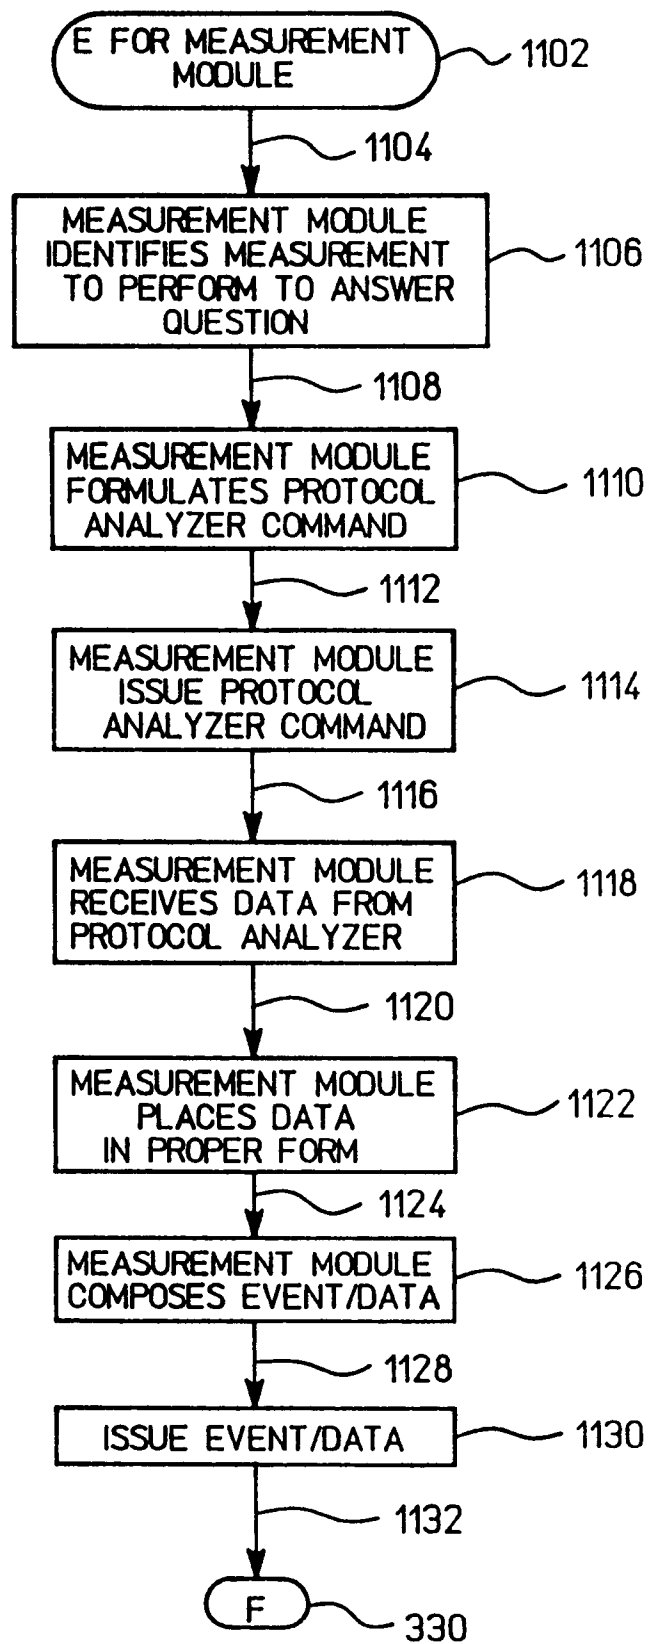 E FOR MEASUREMENT
MODULE
1102
1104
MEASUREMENT MODULE
IDENTIFIES MEASUREMENT
TO PERFORM TO ANSWER
QUESTION
1106
1108
MEASUREMENT MODULE
FORMULATES PROTOCOL
ANALYZER COMMAND
1110
1112
MEASUREMENT MODULE
ISSUE PROTOCOL
ANALYZER COMMAND
1114
1116
MEASUREMENT MODULE
RECEIVES DATA FROM
PROTOCOL ANALYZER
1118
1120
MEASUREMENT MODULE
PLACES DATA
IN PROPER FORM
1122
1124
MEASUREMENT MODULE
COMPOSES EVENT/DATA
1126
1128
ISSUE EVENT/DATA
1130
1132
F
330